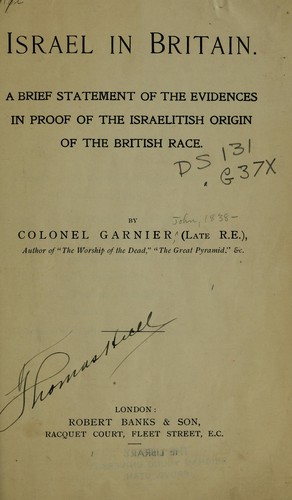 ISRAEL IN BRITAIN.
A BRIEF STATEMENT OF THE EVIDENCES
IN PROOF OF THE ISRAELITISH ORIGIN
OF THE BRITISH RACE.
DS 131
.G37X
BY
John, 1838-
COLONEL GARNIER, (LATE R.E.),
Author of "The Worship of the Dead," "The Great Pyramid," &c.
Thomas
LONDON:
ROBERT BANKS & SON,
RACQUET COURT, FLEET STREET, E.C.